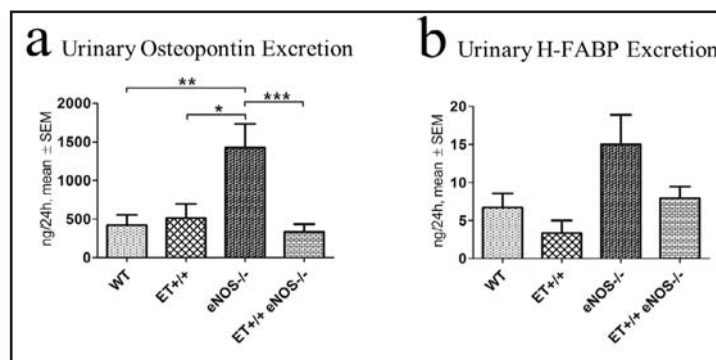 a Urinary Osteopontin Excretion
ng/24h, mean ± SEM
2000
1500
1000
500
0
**
*
***
WT
ET+/+
eNOS-/-
ET+/+ eNOS-/-
b Urinary H-FABP Excretion
ng/24h, mean ± SEM
20
15
10
5
0
WT
ET+/+
eNOS-/-
ET+/+ eNOS-/-